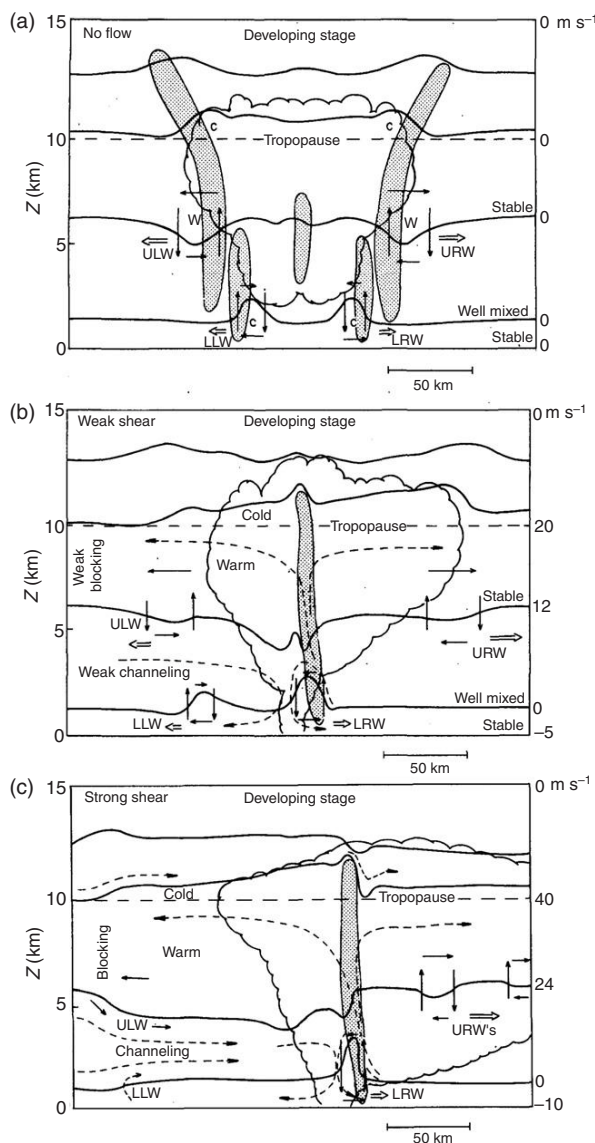 (a)
No flow Developing stage 0 m s⁻¹
15
C C
10 Tropopause 0
Z (km)
W W Stable
0
5 ULW URW
Well mixed
C C 0
LLW LRW Stable
0 0
50 km
(b)
15 0 m s⁻¹
Weak shear Developing stage
Cold
10 Tropopause 20
Weak
blocking
Warm
Z (km)
Stable
12
5 ULW URW
Weak channeling
Well mixed
0
LLW LRW Stable
0 −5
50 km
(c)
15 0 m s⁻¹
Strong shear Developing stage
Cold
10 Tropopause 40
Blocking
Warm
Z (km)
24
5 ULW URW's
Channeling
LLW 0
LRW
0 −10
50 km